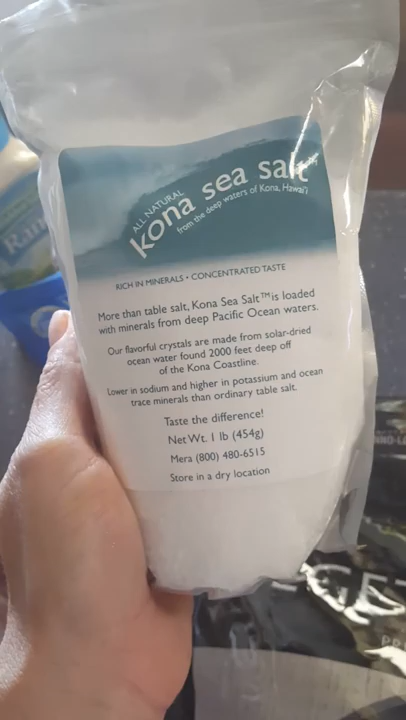 ALL NATURAL
kona sea salt™
from the deep waters of Kona, Hawai'i
RICH IN MINERALS • CONCENTRATED TASTE
More than table salt, Kona Sea Salt™ is loaded
with minerals from deep Pacific Ocean waters.
Our flavorful crystals are made from solar-dried
ocean water found 2000 feet deep off
of the Kona Coastline.
Lower in sodium and higher in potassium and ocean
trace minerals than ordinary table salt.
Taste the difference!
Net Wt. 1 lb (454g)
Mera (800) 480-6515
Store in a dry location